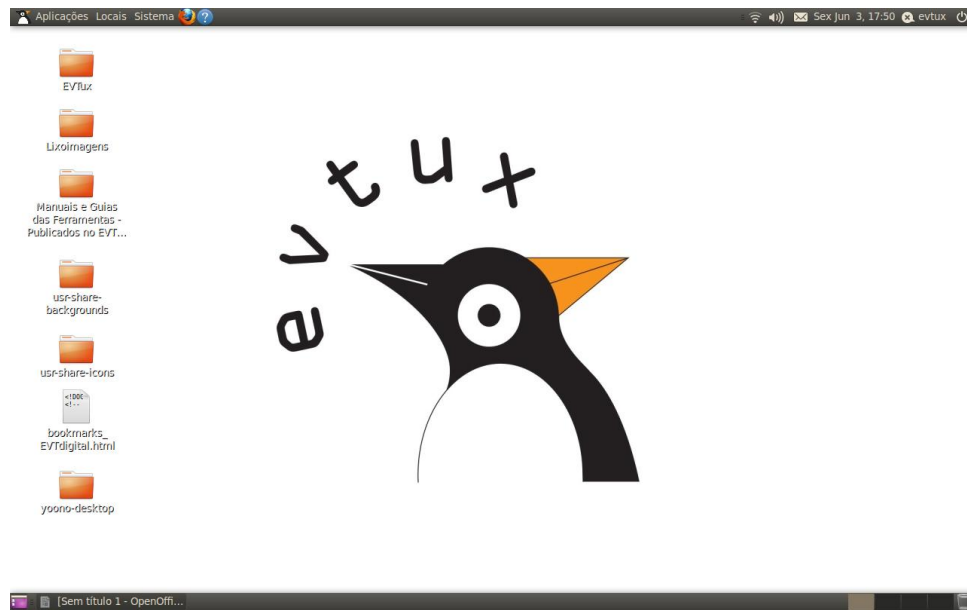 Aplicações Locais Sistema
Sex Jun 3, 17:50 evtux
EVTux
Lixoimagens
Manuais e Guias
das Ferramentas -
Publicados no EVT...
usr-share-
backgrounds
usr-share-icons
<!DOC
<!--
bookmarks_
EVTdigital.html
yoono-desktop
evtux
[Sem título 1 - OpenOffi...